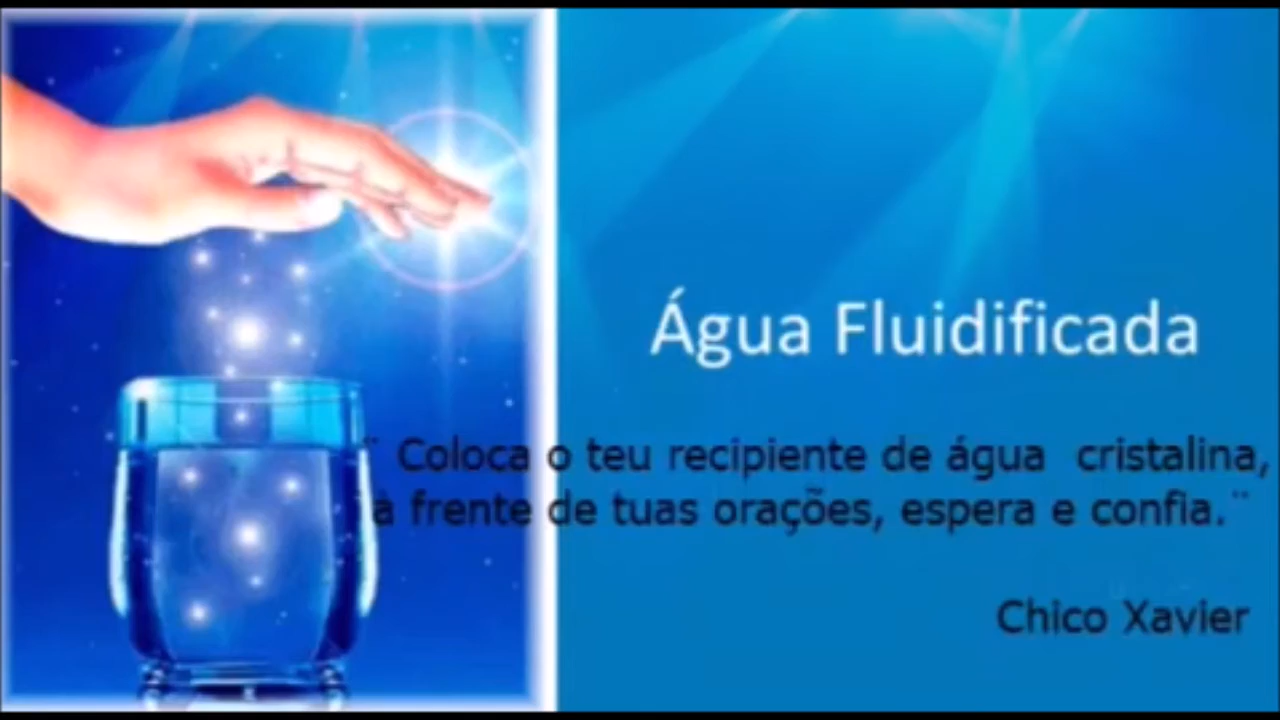 Água Fluidificada
¨ Coloca o teu recipiente de água cristalina,
à frente de tuas orações, espera e confia.¨
Chico Xavier